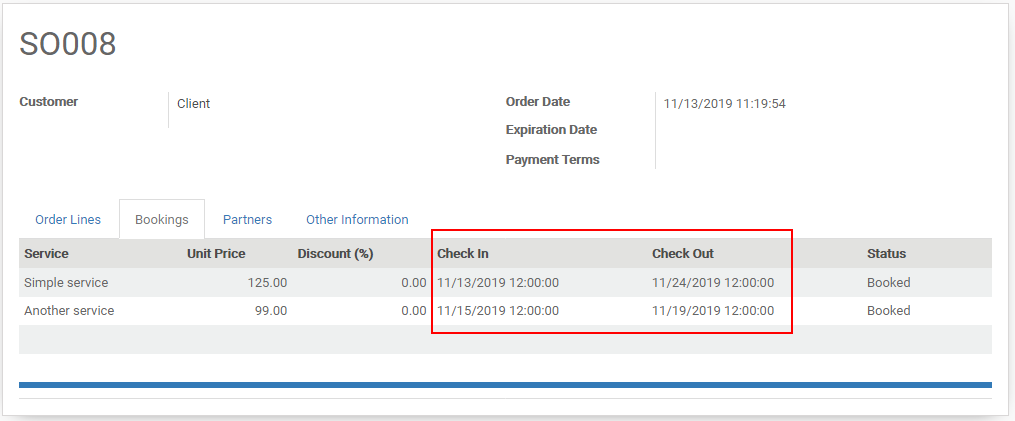 SO008
Customer Client Order Date 11/13/2019 11:19:54
Expiration Date
Payment Terms
Order Lines Bookings Partners Other Information
Service Unit Price Discount (%) Check In Check Out Status
Simple service 125.00 0.00 11/13/2019 12:00:00 11/24/2019 12:00:00 Booked
Another service 99.00 0.00 11/15/2019 12:00:00 11/19/2019 12:00:00 Booked